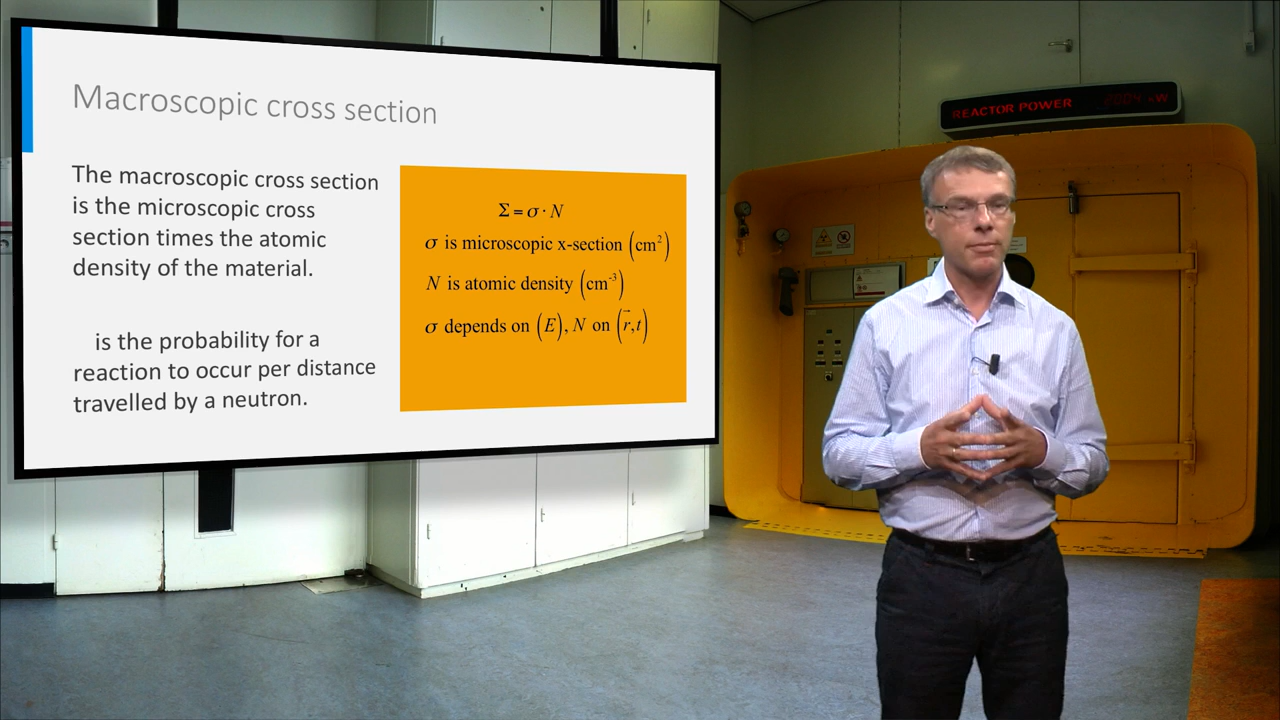 Macroscopic cross section
The macroscopic cross section
is the microscopic cross
section times the atomic
density of the material.
is the probability for a
reaction to occur per distance
travelled by a neutron.
Σ = σ · N
σ is microscopic x-section (cm²)
N is atomic density (cm⁻³)
σ depends on (E), N on (r⃗,t)
REACTOR POWER 2004 kW